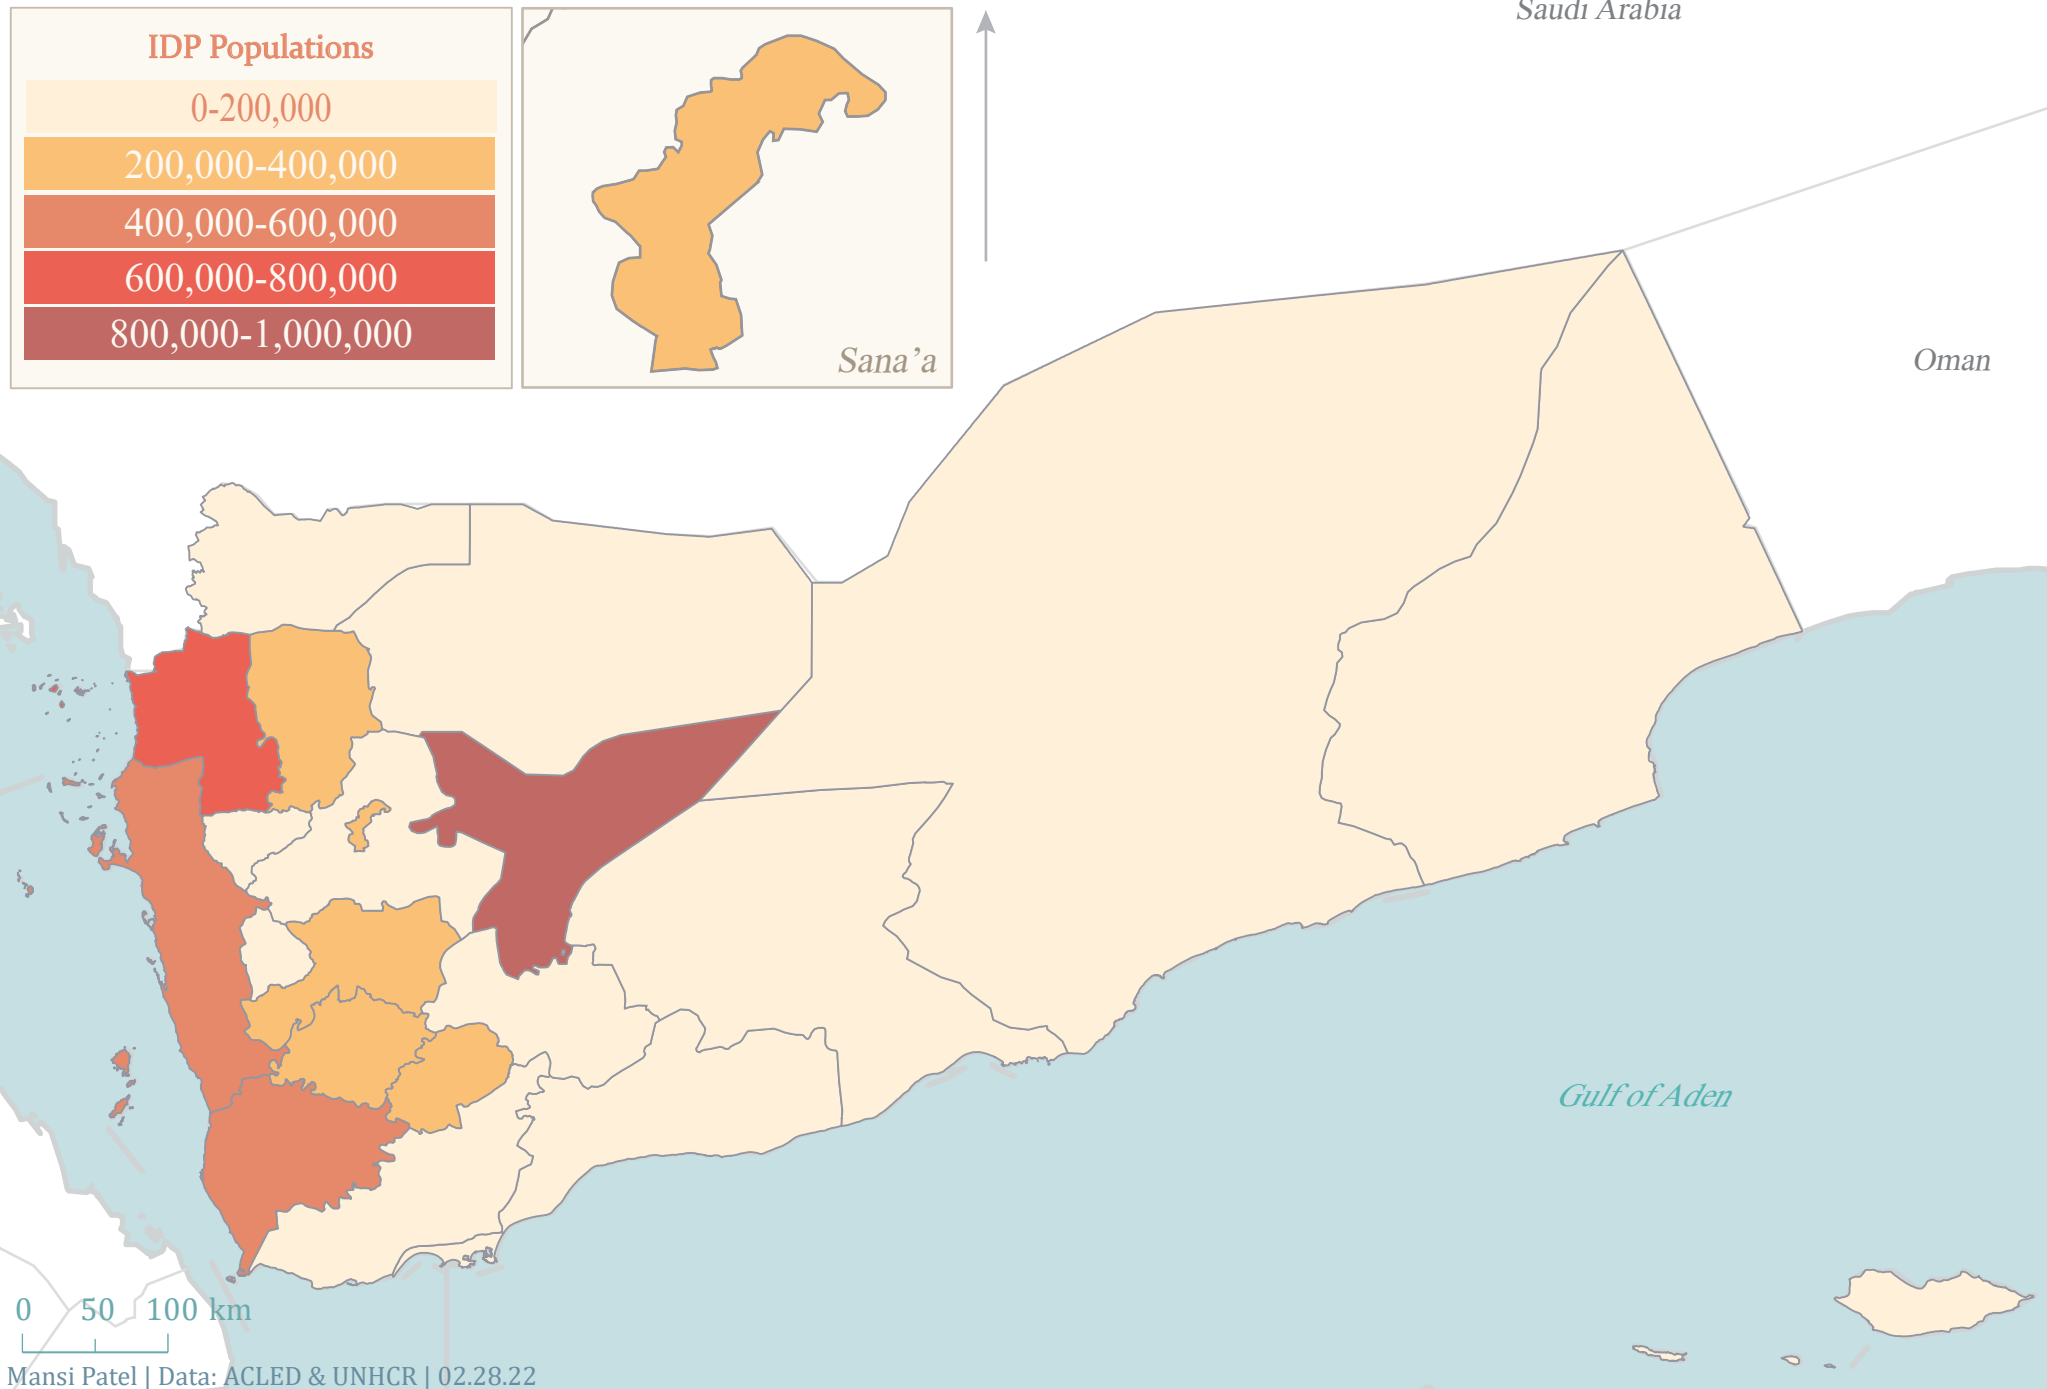 IDP Populations
0-200,000
200,000-400,000
400,000-600,000
600,000-800,000
800,000-1,000,000
Sana’a
Saudi Arabia
Oman
Gulf of Aden
0 50 100 km
Mansi Patel | Data: ACLED & UNHCR | 02.28.22